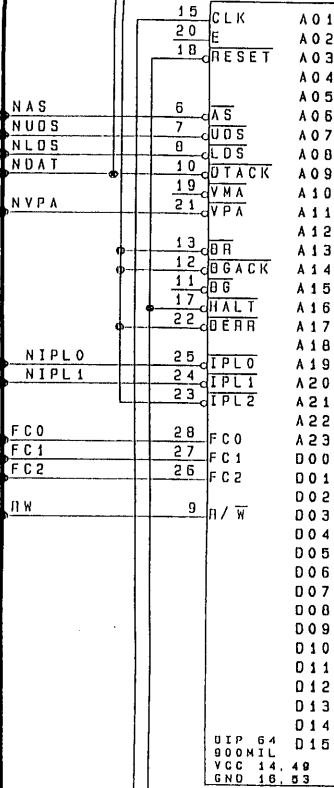 15 CLK A01
20 E A02
18 RESET A03
A04
A05
NAS 6 AS A06
NUDS 7 UDS A07
NLDS 8 LDS A08
NDAT 10 DTACK A09
19 VMA A10
NVPA 21 VPA A11
A12
13 BR A13
12 BGACK A14
11 BG A15
17 HALT A16
22 BERR A17
A18
NIPL0 25 IPL0 A19
NIPL1 24 IPL1 A20
23 IPL2 A21
A22
FC0 28 FC0 A23
FC1 27 FC1 D00
FC2 26 FC2 D01
D02
RW 9 R/W D03
D04
D05
D06
D07
D08
D09
D10
D11
D12
D13
D14
DIP 64 D15
900MIL
VCC 14, 49
GND 16, 53